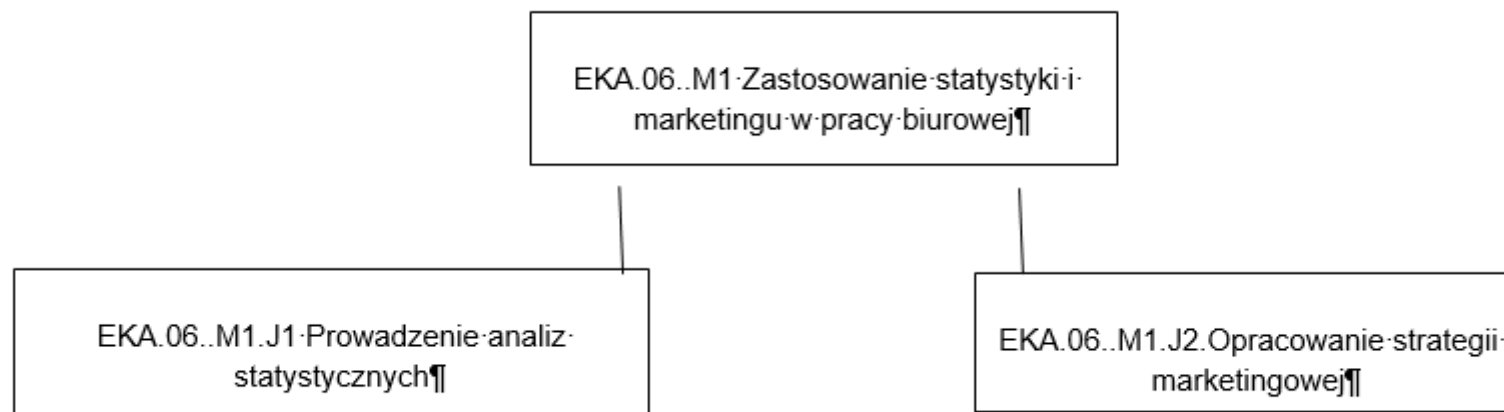 EKA.06..M1·Zastosowanie·statystyki·i·
marketingu·w·pracy·biurowej¶
EKA.06..M1.J1·Prowadzenie·analiz·
statystycznych¶
EKA.06..M1.J2.Opracowanie·strategii·
marketingowej¶